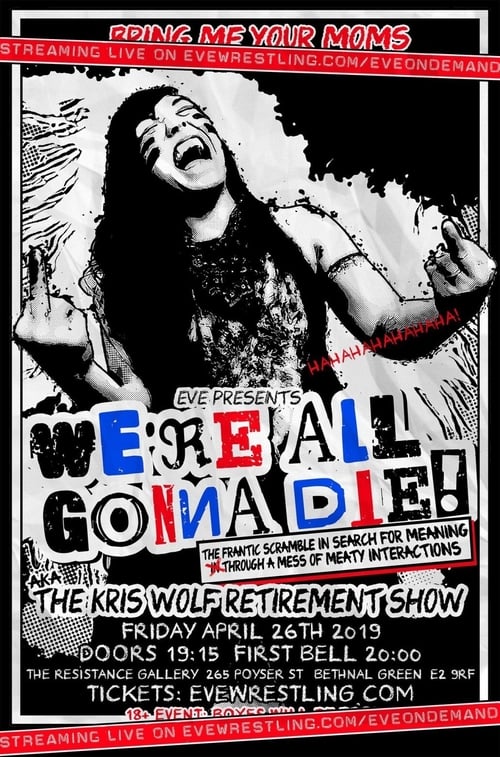 BRING ME YOUR MOMS
STREAMING LIVE ON EVEWRESTLING.COM/EVEONDEMAND
HAHAHAHAHAHAHAHA!
EVE PRESENTS
WE'RE ALL
GONNA DIE!
THE FRANTIC SCRAMBLE IN SEARCH FOR MEANING
IN THROUGH A MESS OF MEATY INTERACTIONS
AKA
THE KRIS WOLF RETIREMENT SHOW
FRIDAY APRIL 26TH 2019
DOORS 19:15 FIRST BELL 20:00
THE RESISTANCE GALLERY 265 POYSER ST BETHNAL GREEN E2 9RF
TICKETS: EVEWRESTLING COM
18+ EVENT:
STREAMING LIVE ON EVEWRESTLING.COM/EVEONDEMAND